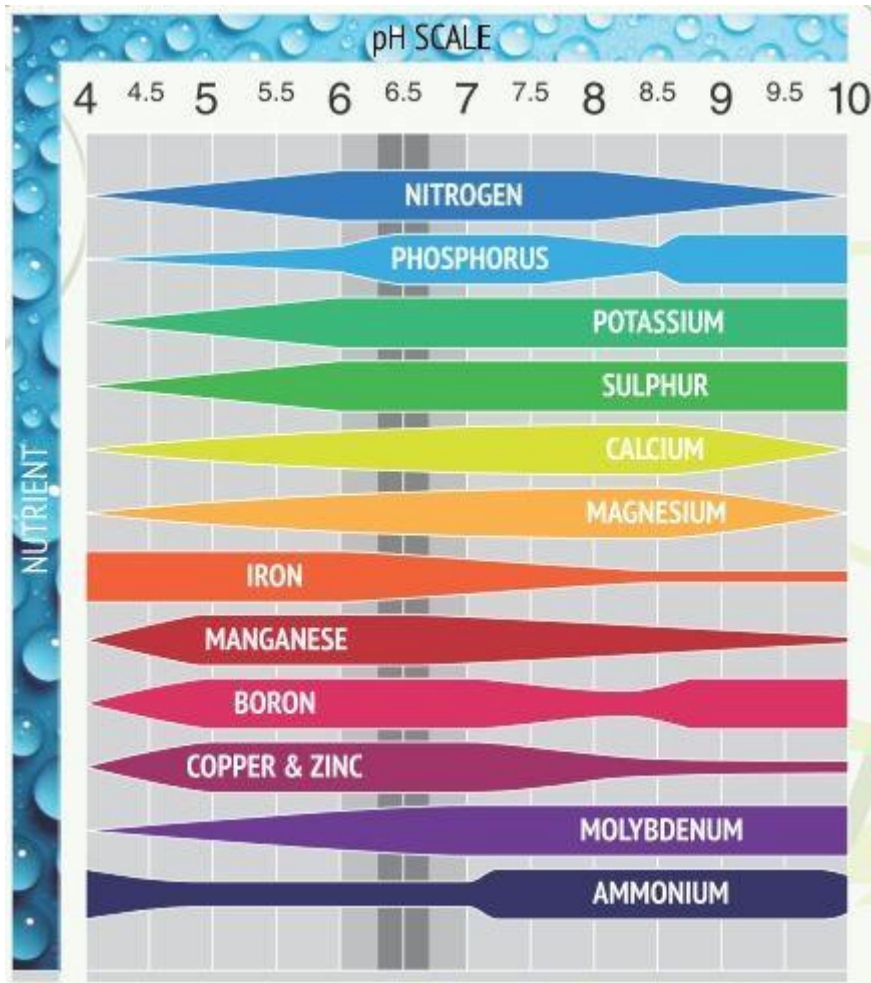 pH SCALE
4 4.5 5 5.5 6 6.5 7 7.5 8 8.5 9 9.5 10
NUTRIENT
NITROGEN
PHOSPHORUS
POTASSIUM
SULPHUR
CALCIUM
MAGNESIUM
IRON
MANGANESE
BORON
COPPER & ZINC
MOLYBDENUM
AMMONIUM